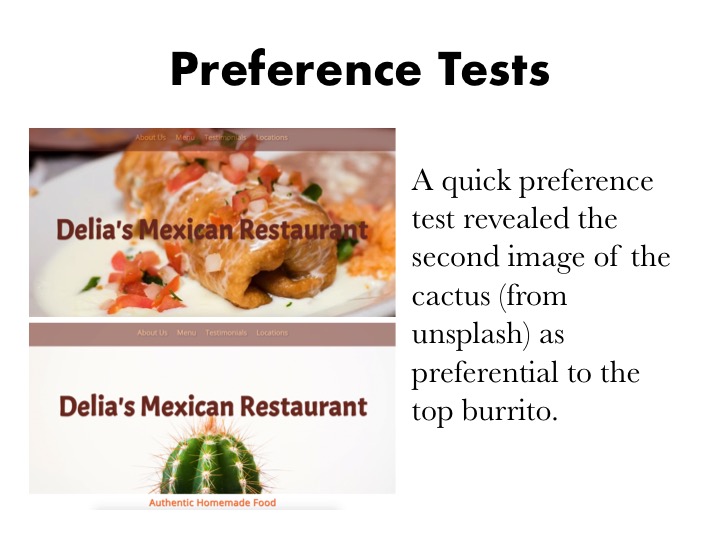 Preference Tests
About Us Menu Testimonials Locations
Delia's Mexican Restaurant
About Us Menu Testimonials Locations
Delia's Mexican Restaurant
Authentic Homemade Food
A quick preference
test revealed the
second image of the
cactus (from
unsplash) as
preferential to the
top burrito.